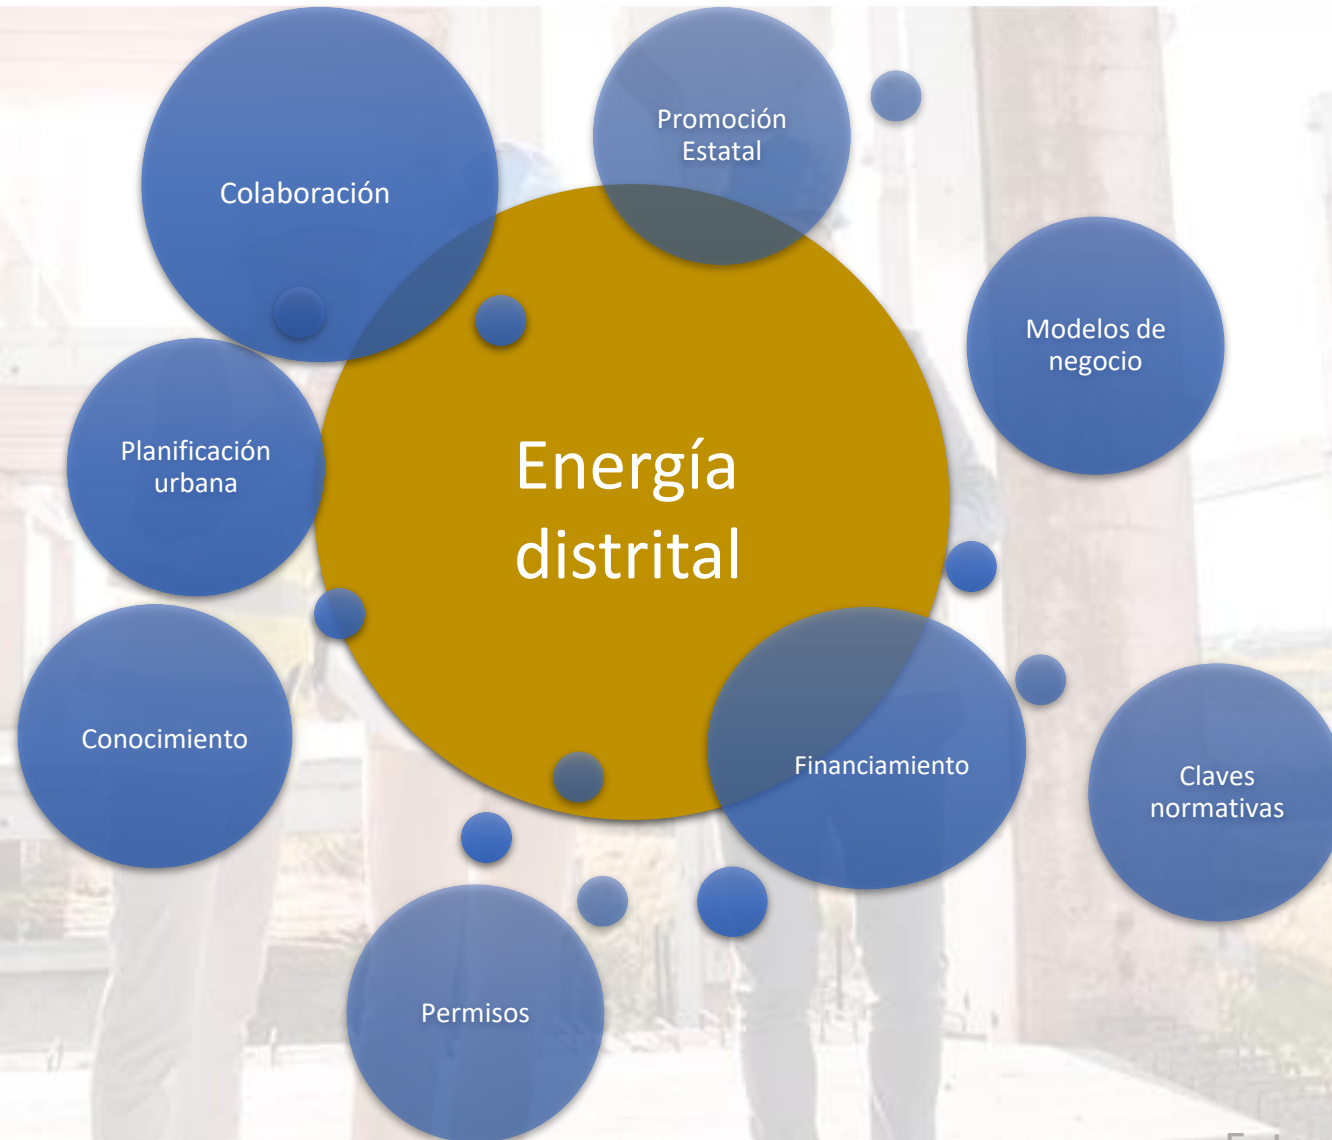 Promoción
Estatal
Colaboración
Modelos de
negocio
Planificación
urbana
Energía
distrital
Conocimiento
Financiamiento
Claves
normativas
Permisos